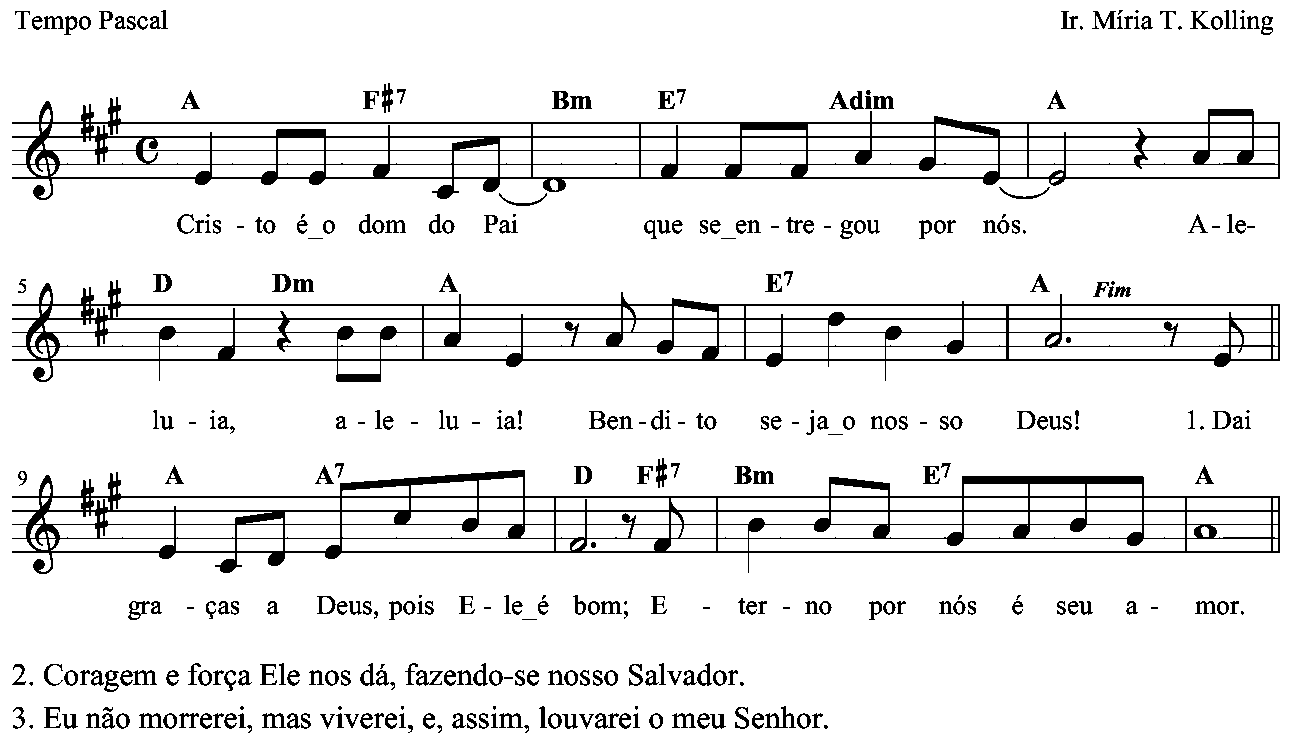 Tempo Pascal Ir. Míria T. Kolling
A F#7 Bm E7 Adim A
Cris - to é_o dom do Pai que se_en - tre - gou por nós. A - le-
5 D Dm A E7 A Fim
lu - ia, a - le - lu - ia! Ben - di - to se - ja_o nos - so Deus! 1. Dai
9 A A7 D F#7 Bm E7 A
gra - ças a Deus, pois E - le_é bom; E - ter - no por nós é seu a - mor.
2. Coragem e força Ele nos dá, fazendo-se nosso Salvador.
3. Eu não morrerei, mas viverei, e, assim, louvarei o meu Senhor.